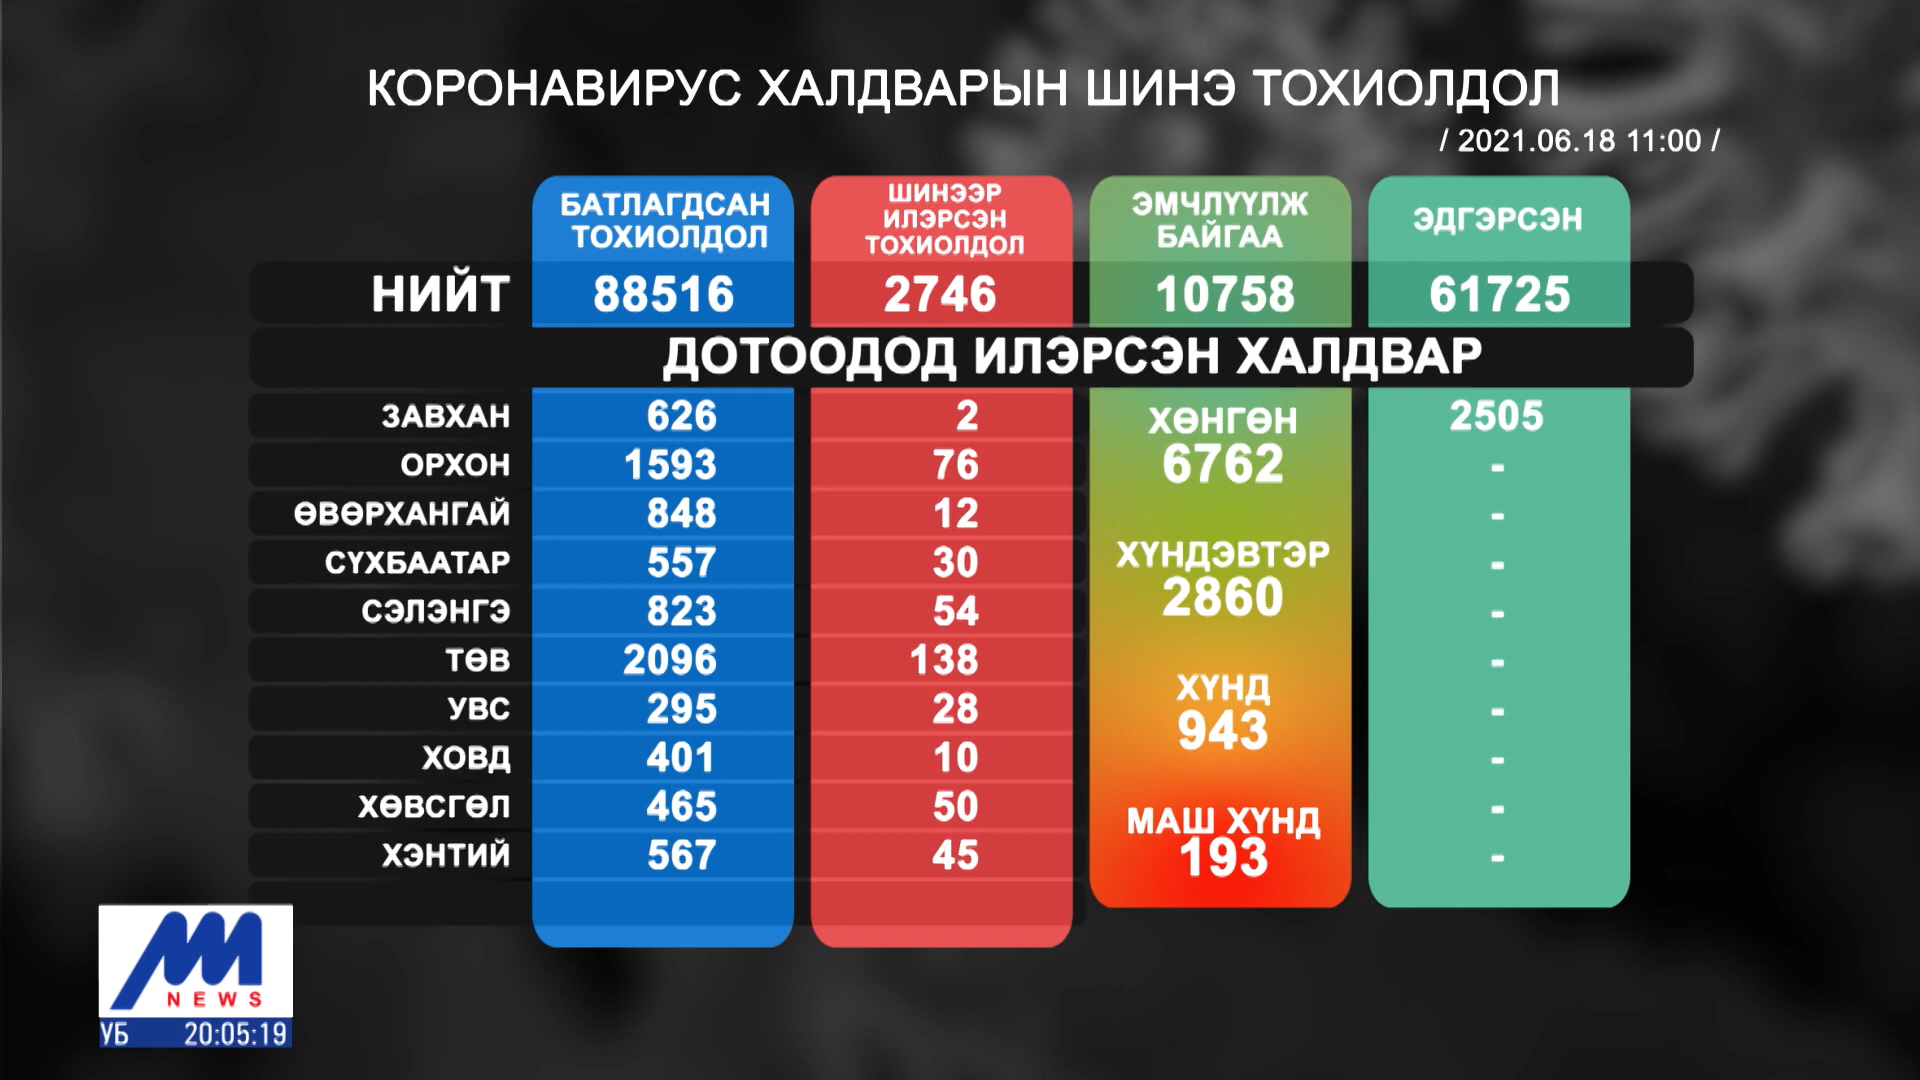 КОРОНАВИРУС ХАЛДВАРЫН ШИНЭ ТОХИОЛДОЛ
/ 2021.06.18 11:00 /
БАТЛАГДСАН
ТОХИОЛДОЛ
ШИНЭЭР
ИЛЭРСЭН
ТОХИОЛДОЛ
ЭМЧЛҮҮЛЖ
БАЙГАА
ЭДГЭРСЭН
НИЙТ 88516 2746 10758 61725
ДОТООДОД ИЛЭРСЭН ХАЛДВАР
ЗАВХАН 626 2
ОРХОН 1593 76
ӨВӨРХАНГАЙ 848 12
СҮХБААТАР 557 30
СЭЛЭНГЭ 823 54
ТӨВ 2096 138
УВС 295 28
ХОВД 401 10
ХӨВСГӨЛ 465 50
ХЭНТИЙ 567 45
ХӨНГӨН
6762
ХҮНДЭВТЭР
2860
ХҮНД
943
МАШ ХҮНД
193
2505
-
-
-
-
-
-
-
-
-
NEWS
УБ 20:05:19